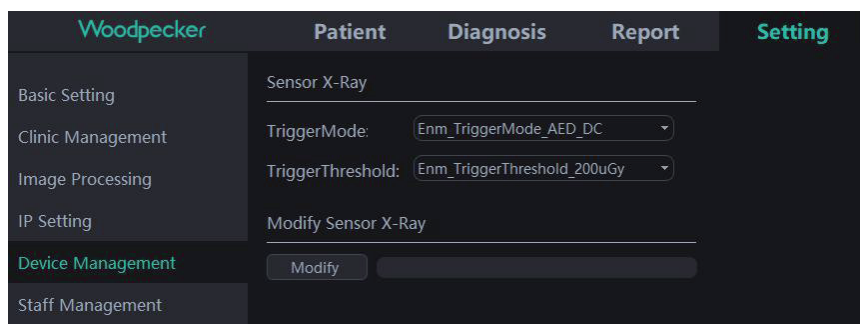 Woodpecker Patient Diagnosis Report Setting
Basic Setting
Clinic Management
Image Processing
IP Setting
Device Management
Staff Management
Sensor X-Ray
TriggerMode: Enm_TriggerMode_AED_DC
TriggerThreshold: Enm_TriggerThreshold_200uGy
Modify Sensor X-Ray
Modify